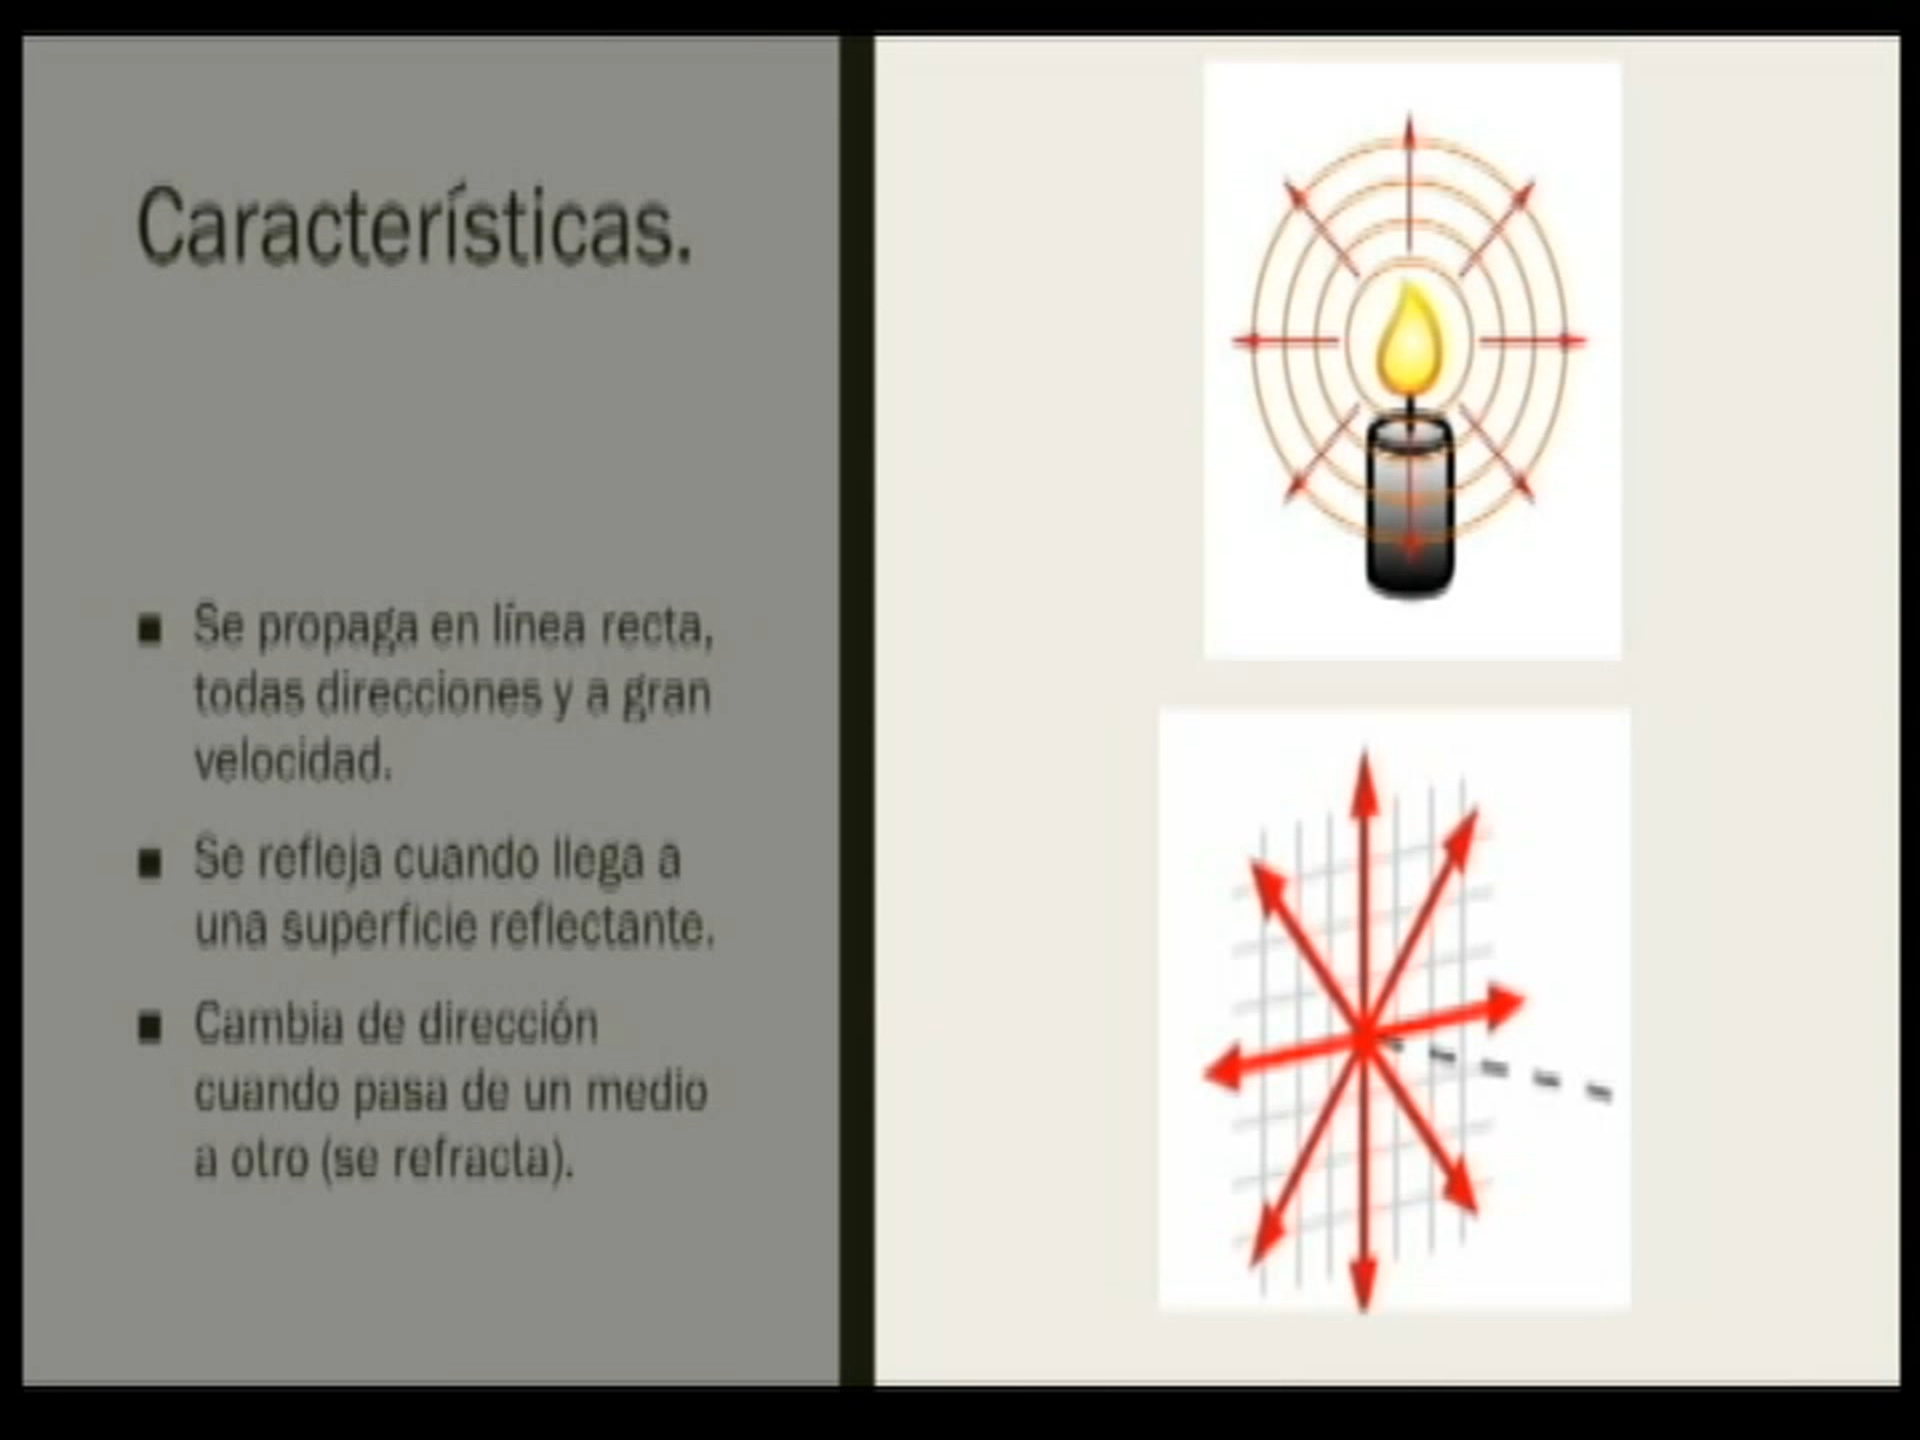 Características.
■ Se propaga en línea recta,
todas direcciones y a gran
velocidad.
■ Se refleja cuando llega a
una superficie reflectante.
■ Cambia de dirección
cuando pasa de un medio
a otro (se refracta).